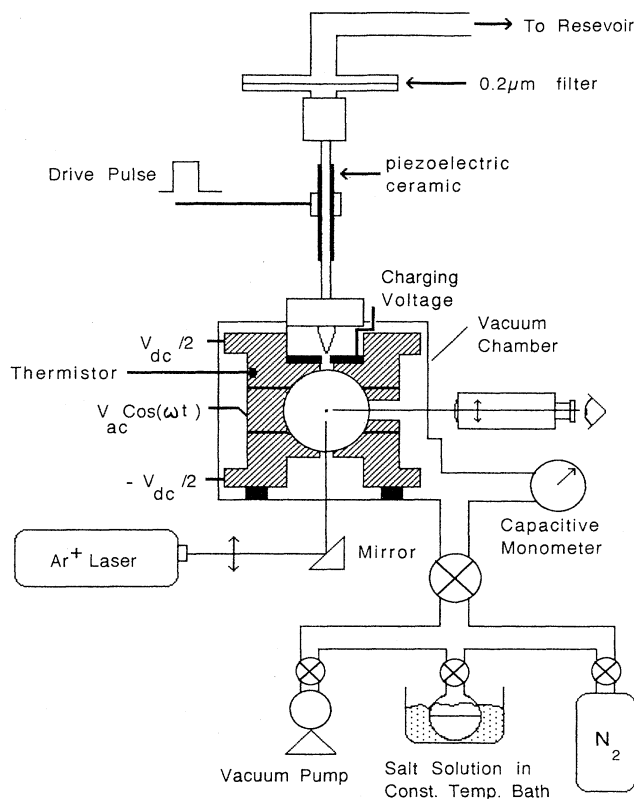 To Resevoir
0.2μm filter
Drive Pulse
piezoelectric
ceramic
Charging
Voltage
Vacuum
Chamber
V_dc/2
Thermistor
V_ac Cos(ωt)
- V_dc/2
Capacitive
Monometer
Ar+ Laser
Mirror
N2
Vacuum Pump
Salt Solution in
Const. Temp. Bath